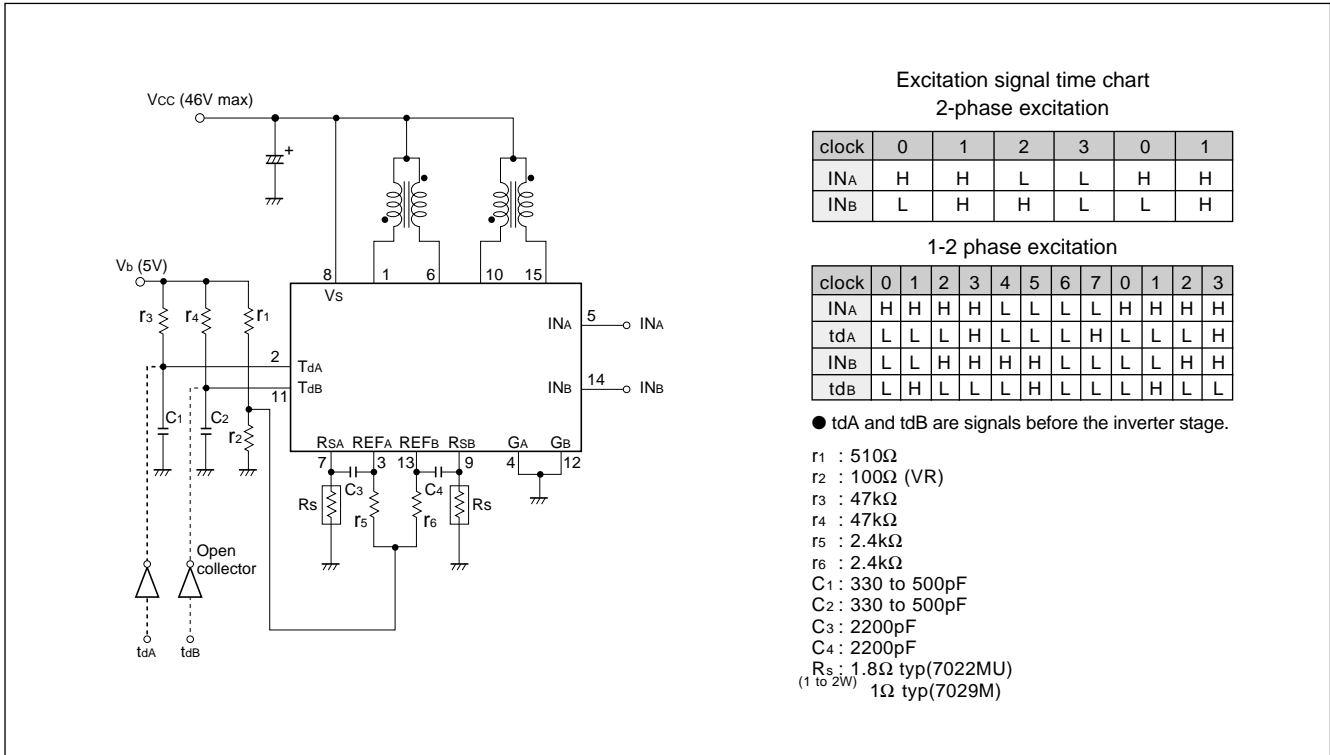 Vcc (46V max)
+
Vb (5V)
r3
r4
r1
8
1
6
10
15
Vs
INA
5
INA
2
TdA
TdB
11
INB
14
INB
C1
C2
r2
RSA REFA REFB RSB GA GB
7 3 13 9 4 12
C3
C4
Rs
r5
r6
Rs
Open
collector
tdA
tdB
Excitation signal time chart
2-phase excitation
clock 0 1 2 3 0 1
INA H H L L H H
INB L H H L L H
1-2 phase excitation
clock 0 1 2 3 4 5 6 7 0 1 2 3
INA H H H H L L L L H H H H
tdA L L L H L L L H L L L H
INB L L H H H H L L L L H H
tdB L H L L L H L L L H L L
● tdA and tdB are signals before the inverter stage.
r1 : 510Ω
r2 : 100Ω (VR)
r3 : 47kΩ
r4 : 47kΩ
r5 : 2.4kΩ
r6 : 2.4kΩ
C1 : 330 to 500pF
C2 : 330 to 500pF
C3 : 2200pF
C4 : 2200pF
Rs : 1.8Ω typ(7022MU)
(1 to 2W) 1Ω typ(7029M)